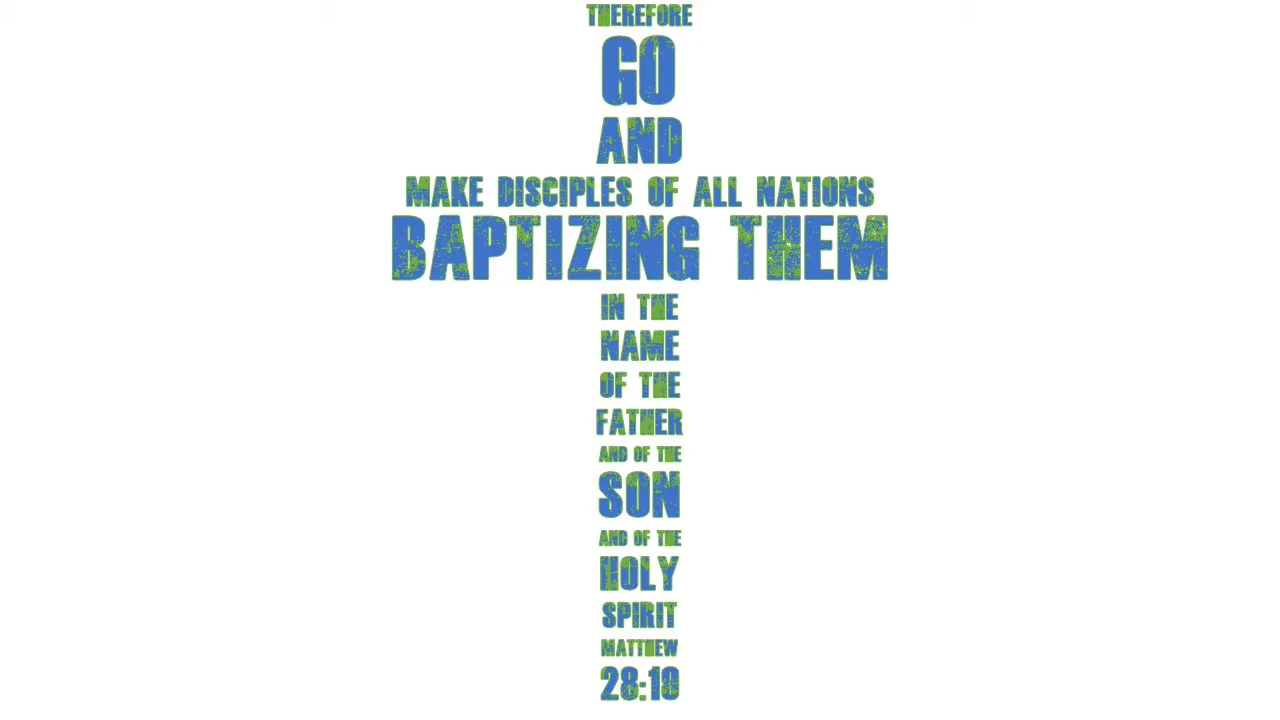 THEREFORE
GO
AND
MAKE DISCIPLES OF ALL NATIONS
BAPTIZING THEM
IN THE
NAME
OF THE
FATHER
AND OF THE
SON
AND OF THE
HOLY
SPIRIT
MATTHEW
28:19